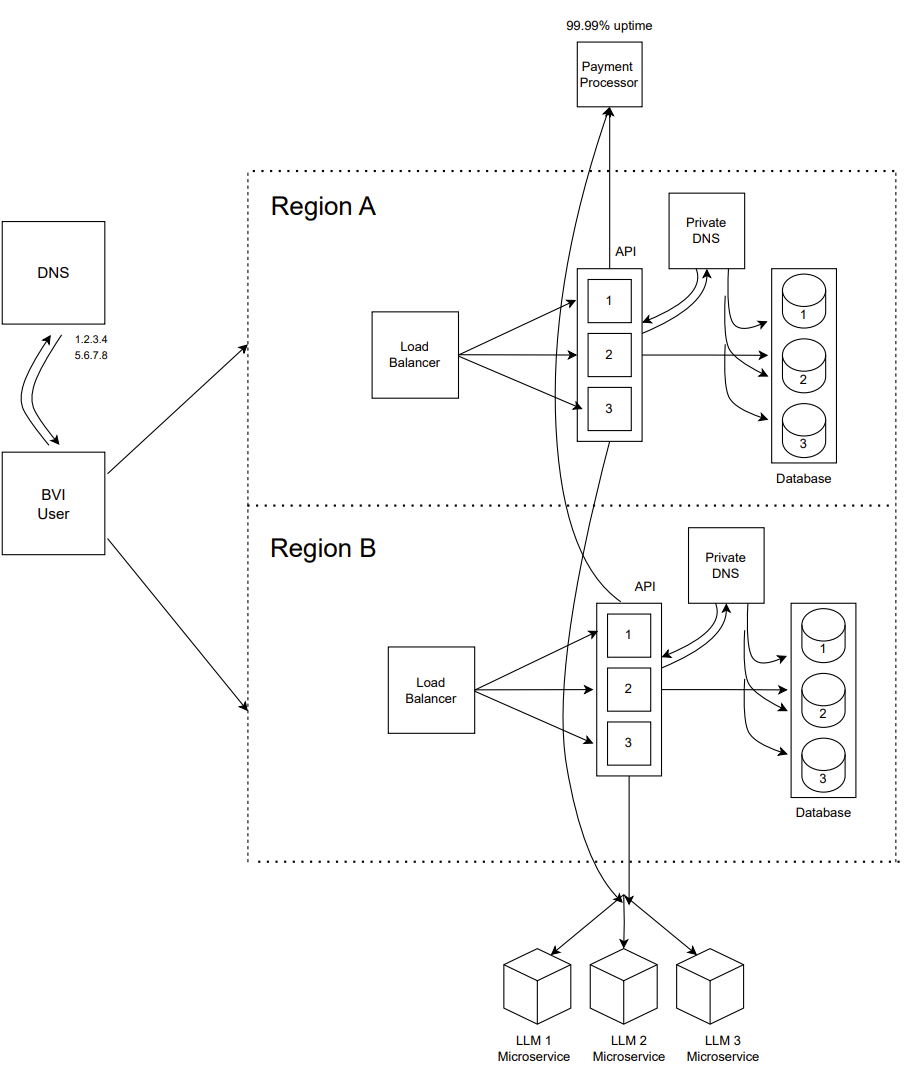 99.99% uptime
Payment
Processor
Region A
Private
DNS
API
DNS
1
1
1.2.3.4
5.6.7.8
Load
Balancer
2
2
3
3
Database
BVI
User
Region B
Private
DNS
API
1
1
Load
Balancer
2
2
3
3
Database
LLM 1
Microservice
LLM 2
Microservice
LLM 3
Microservice